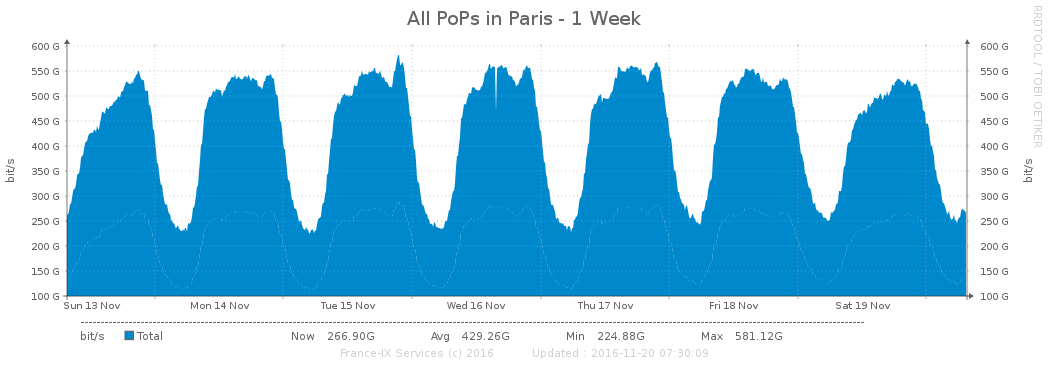 All PoPs in Paris - 1 Week
RRDTOOL / TOBI OETIKER
600 G 600 G
550 G 550 G
500 G 500 G
450 G 450 G
400 G 400 G
350 G 350 G
300 G 300 G
250 G 250 G
200 G 200 G
150 G 150 G
100 G 100 G
bit/s bit/s
Sun 13 Nov Mon 14 Nov Tue 15 Nov Wed 16 Nov Thu 17 Nov Fri 18 Nov Sat 19 Nov
bit/s Total Now 266.90G Avg 429.26G Min 224.88G Max 581.12G
France-IX Services (c) 2016 Updated : 2016-11-20 07:30:09